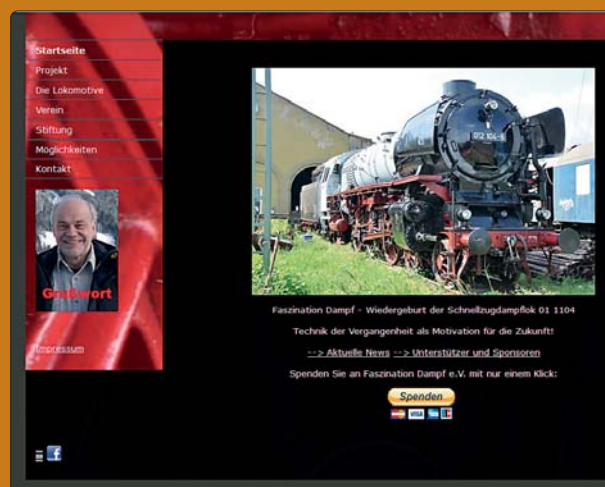 Startseite
Projekt
Die Lokomotive
Verein
Stiftung
Möglichkeiten
Kontakt
Grußwort
Impressum
012 104-6
Faszination Dampf - Wiedergeburt der Schnellzugdampflok 01 1104
Technik der Vergangenheit als Motivation für die Zukunft!
--> Aktuelle News --> Unterstützer und Sponsoren
Spenden Sie an Faszination Dampf e.V. mit nur einem Klick:
Spenden
VISA
f